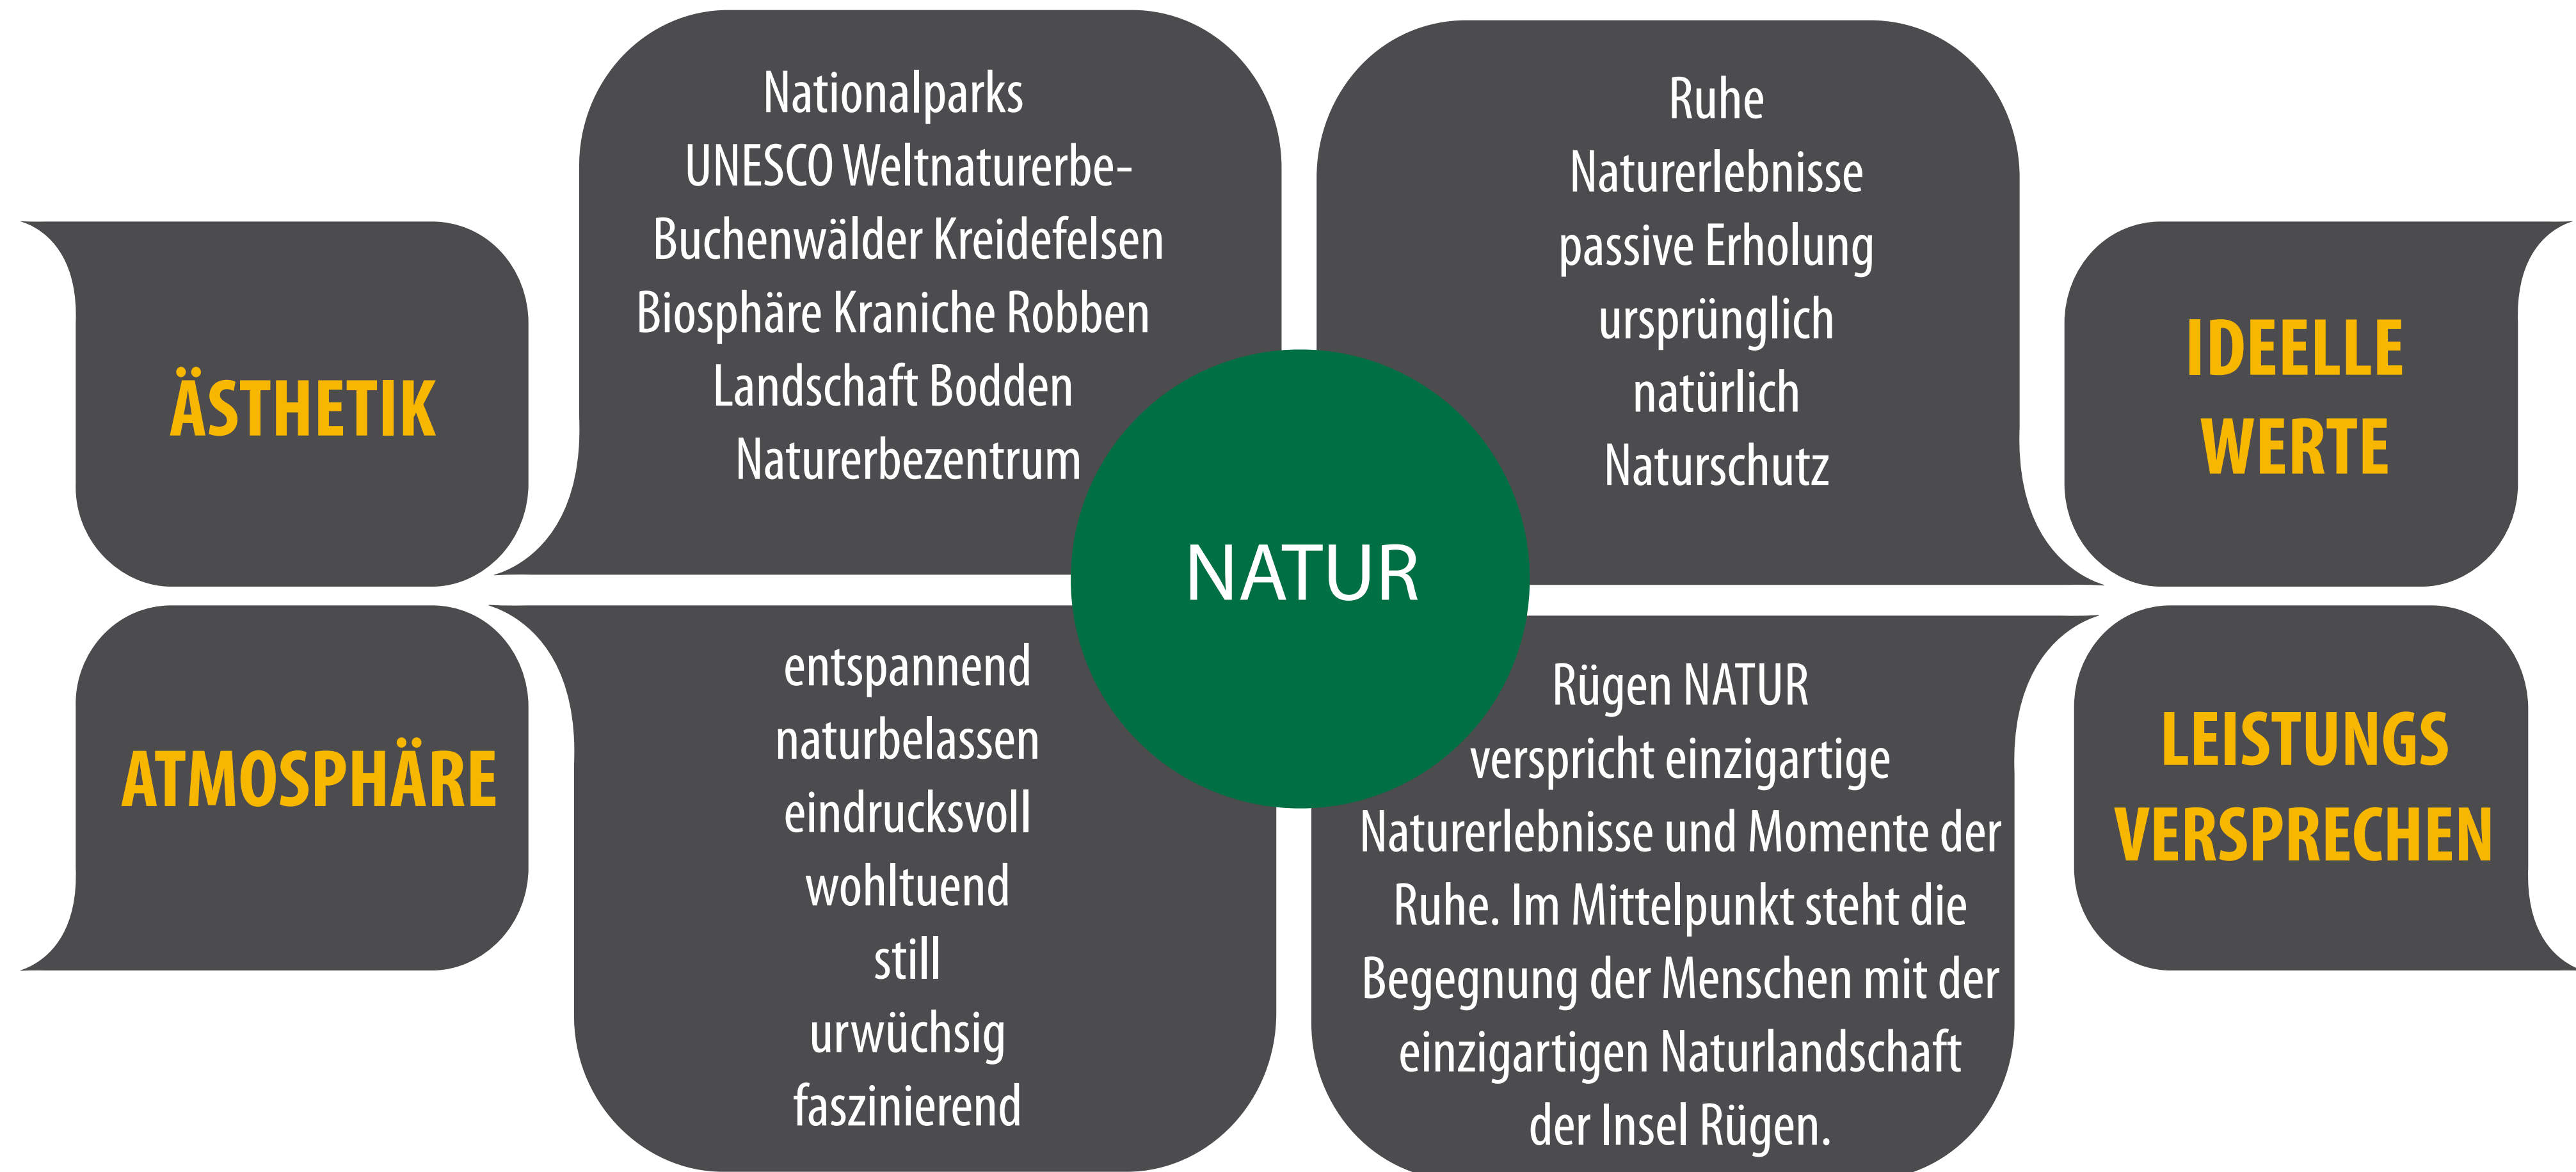 ÄSTHETIK
Nationalparks
UNESCO Weltnaturerbe-
Buchenwälder Kreidefelsen
Biosphäre Kraniche Robben
Landschaft Bodden
Naturerbezentrum
Ruhe
Naturerlebnisse
passive Erholung
ursprünglich
natürlich
Naturschutz
IDEELLE
WERTE
NATUR
ATMOSPHÄRE
entspannend
naturbelassen
eindrucksvoll
wohltuend
still
urwüchsig
faszinierend
Rügen NATUR
verspricht einzigartige
Naturerlebnisse und Momente der
Ruhe. Im Mittelpunkt steht die
Begegnung der Menschen mit der
einzigartigen Naturlandschaft
der Insel Rügen.
LEISTUNGS
VERSPRECHEN